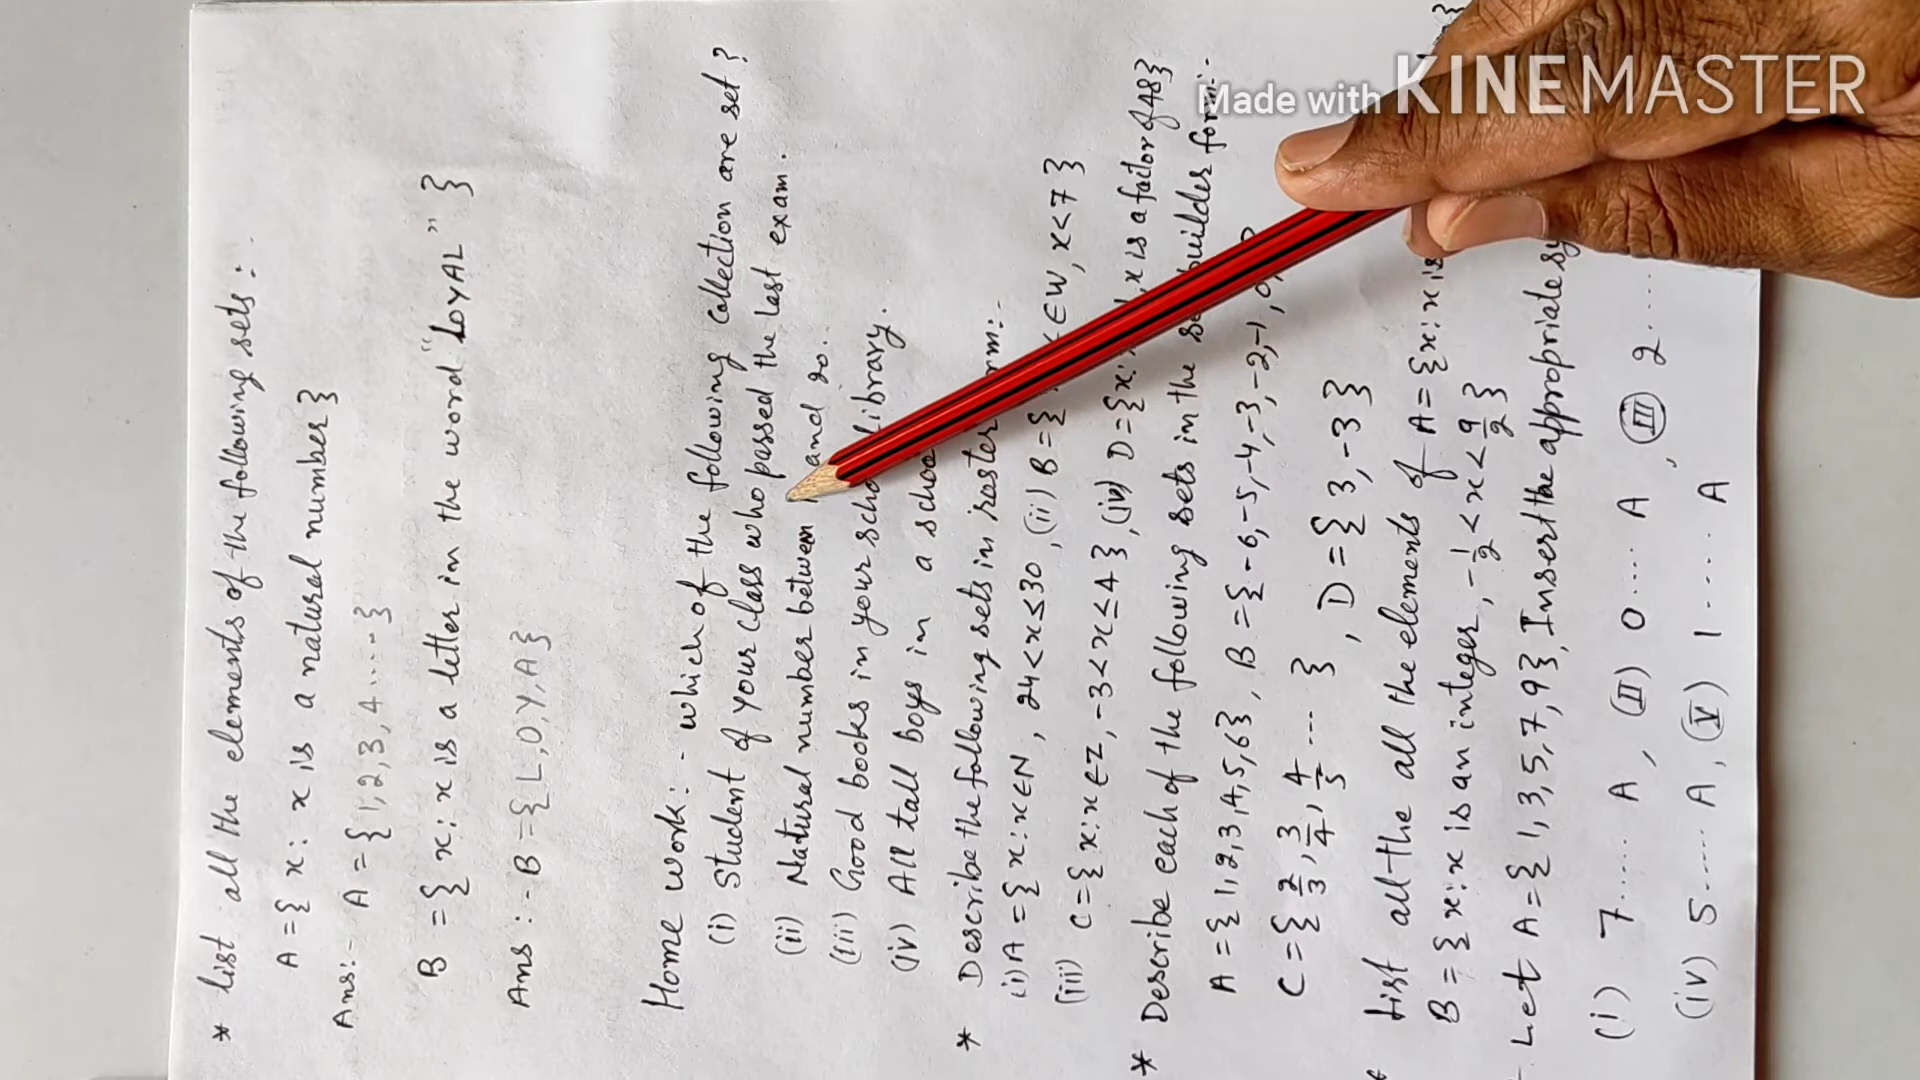 * List all the elements of the following sets:
A = { x: x is a natural number}
Ans:- A = { 1,2,3,4.....}
B = { x: x is a letter in the word "LOYAL" }
Ans:- B = { L,O,Y,A}
Home work:- which of the following collection are set?
(i) Student of your class who passed the last exam.
(ii) Natural number between and 20.
(iii) Good books in your library.
(iv) All tall boys in a
* Describe the following sets in roster
(i) A = { x: x∈N, 24<x≤30 , (ii) B = { ∈W, x<7 }
(iii) C = { x: x∈Z, -3<x≤4 } , (iv) D = { x: x is a factor of 48}
* Describe each of the following sets in the builder form:-
A = { 1,2,3,4,5,6} , B = { -6,-5,-4,-3,-2,-1,
C = { 2/3, 3/4, 4/5 .... } , D = { 3,-3 }
List all the all the elements of A = { x: x is
B = { x: x is an integer, -1/2 < x < 9/2 }
Let A = { 1,3,5,7,9}, Insert the appropriate
(i) 7..... A , (II) 0.... A , (III) 2....
(iv) 5..... A , (V) 1.... A
Made with KINEMASTER